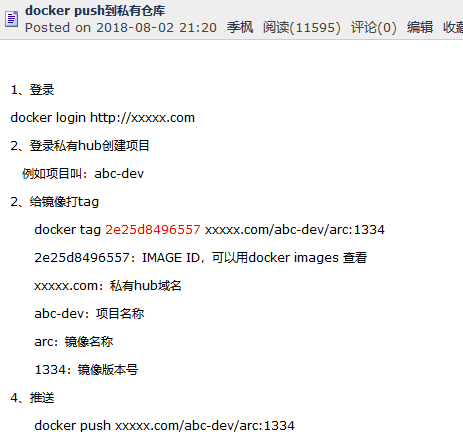 docker push到私有仓库
Posted on 2018-08-02 21:20 季枫 阅读(11595) 评论(0) 编辑 收藏
1、登录
docker login http://xxxxx.com
2、登录私有hub创建项目
例如项目叫：abc-dev
2、给镜像打tag
docker tag 2e25d8496557 xxxxx.com/abc-dev/arc:1334
2e25d8496557：IMAGE ID，可以用docker images 查看
xxxxx.com：私有hub域名
abc-dev：项目名称
arc：镜像名称
1334：镜像版本号
4、推送
docker push xxxxx.com/abc-dev/arc:1334